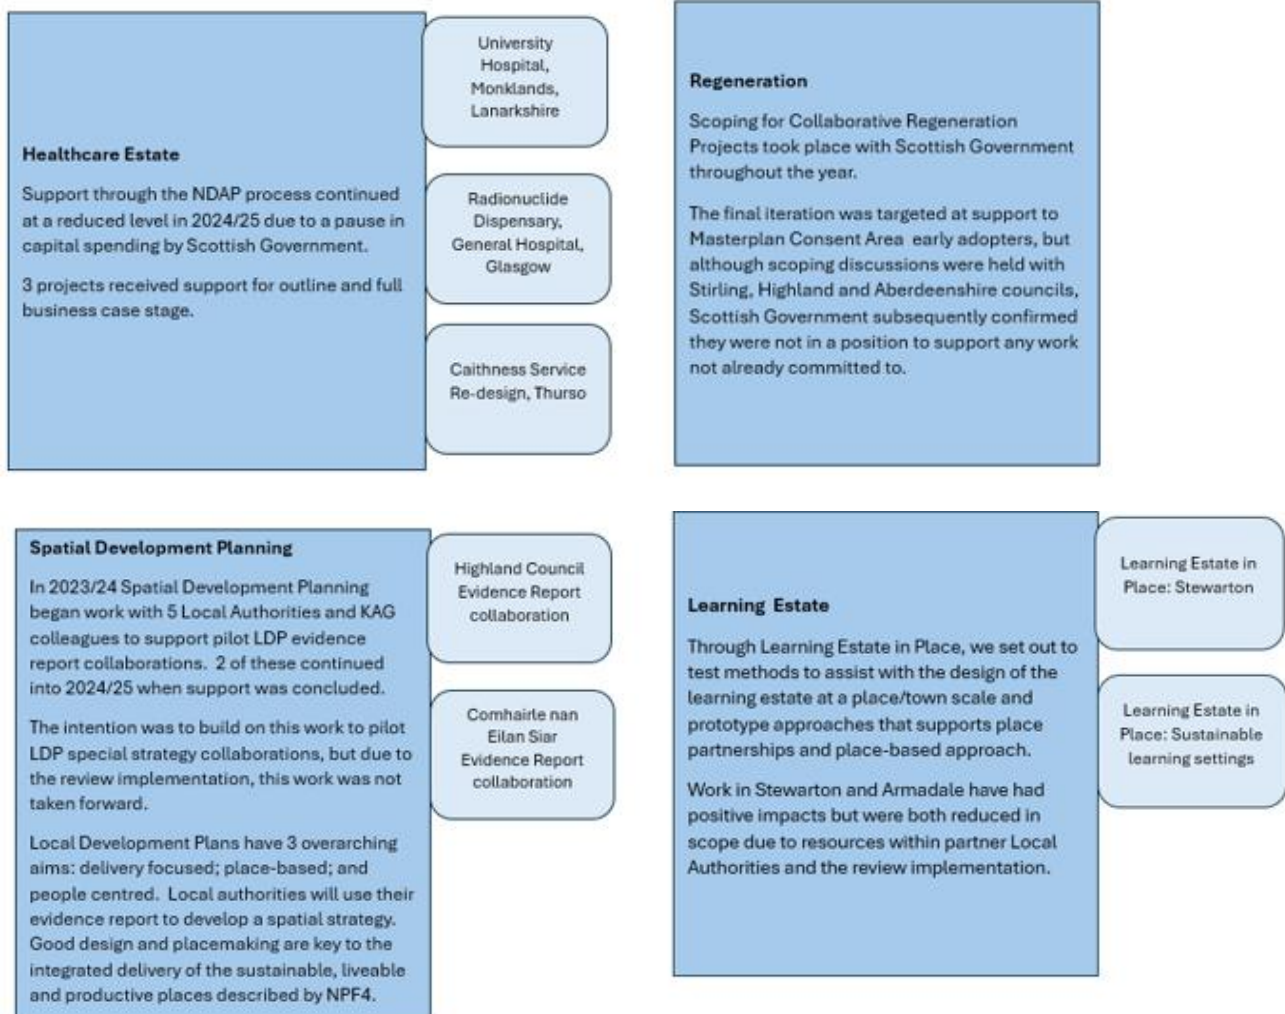 Healthcare Estate
Support through the NDAP process continued
at a reduced level in 2024/25 due to a pause in
capital spending by Scottish Government.
3 projects received support for outline and full
business case stage.
University
Hospital,
Monklands,
Lanarkshire
Radionuclide
Dispensary,
General Hospital,
Glasgow
Caithness Service
Re-design, Thurso
Regeneration
Scoping for Collaborative Regeneration
Projects took place with Scottish Government
throughout the year.
The final iteration was targeted at support to
Masterplan Consent Area early adopters, but
although scoping discussions were held with
Stirling, Highland and Aberdeenshire councils,
Scottish Government subsequently confirmed
they were not in a position to support any work
not already committed to.
Spatial Development Planning
In 2023/24 Spatial Development Planning
began work with 5 Local Authorities and KAG
colleagues to support pilot LDP evidence
report collaborations. 2 of these continued
into 2024/25 when support was concluded.
The intention was to build on this work to pilot
LDP special strategy collaborations, but due to
the review implementation, this work was not
taken forward.
Local Development Plans have 3 overarching
aims: delivery focused; place-based; and
people centred. Local authorities will use their
evidence report to develop a spatial strategy.
Good design and placemaking are key to the
integrated delivery of the sustainable, liveable
and productive places described by NPF4.
Highland Council
Evidence Report
collaboration
Comhairle nan
Eilan Siar
Evidence Report
collaboration
Learning Estate
Through Learning Estate in Place, we set out to
test methods to assist with the design of the
learning estate at a place/town scale and
prototype approaches that supports place
partnerships and place-based approach.
Work in Stewarton and Armadale have had
positive impacts but were both reduced in
scope due to resources within partner Local
Authorities and the review implementation.
Learning Estate in
Place: Stewarton
Learning Estate in
Place: Sustainable
learning settings